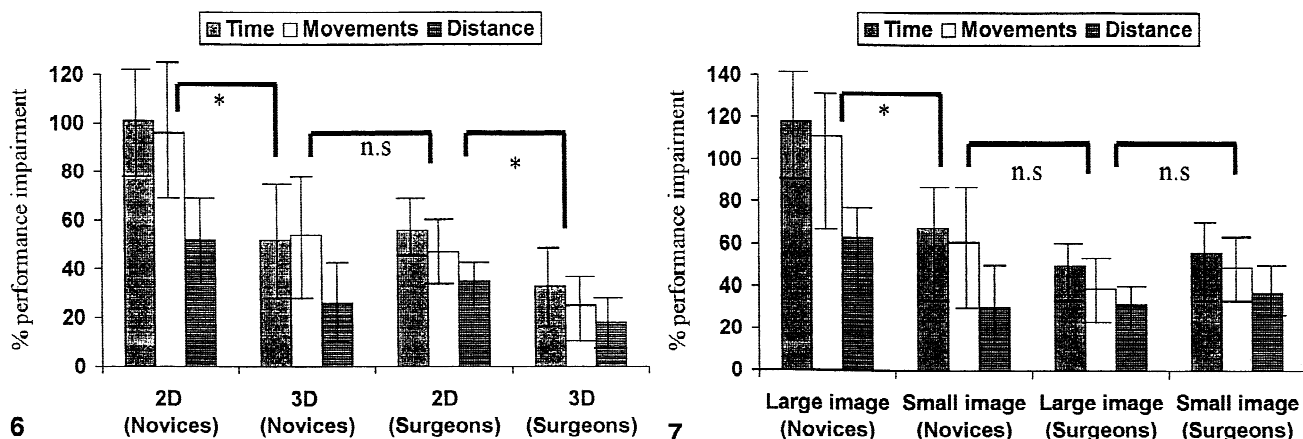 Time Movements Distance
% performance impairment
120
100
80
60
40
20
0
*
n.s
*
2D
(Novices)
3D
(Novices)
2D
(Surgeons)
3D
(Surgeons)
6
Time Movements Distance
% performance impairment
140
120
100
80
60
40
20
0
*
n.s
n.s
Large image
(Novices)
Small image
(Novices)
Large image
(Surgeons)
Small image
(Surgeons)
7